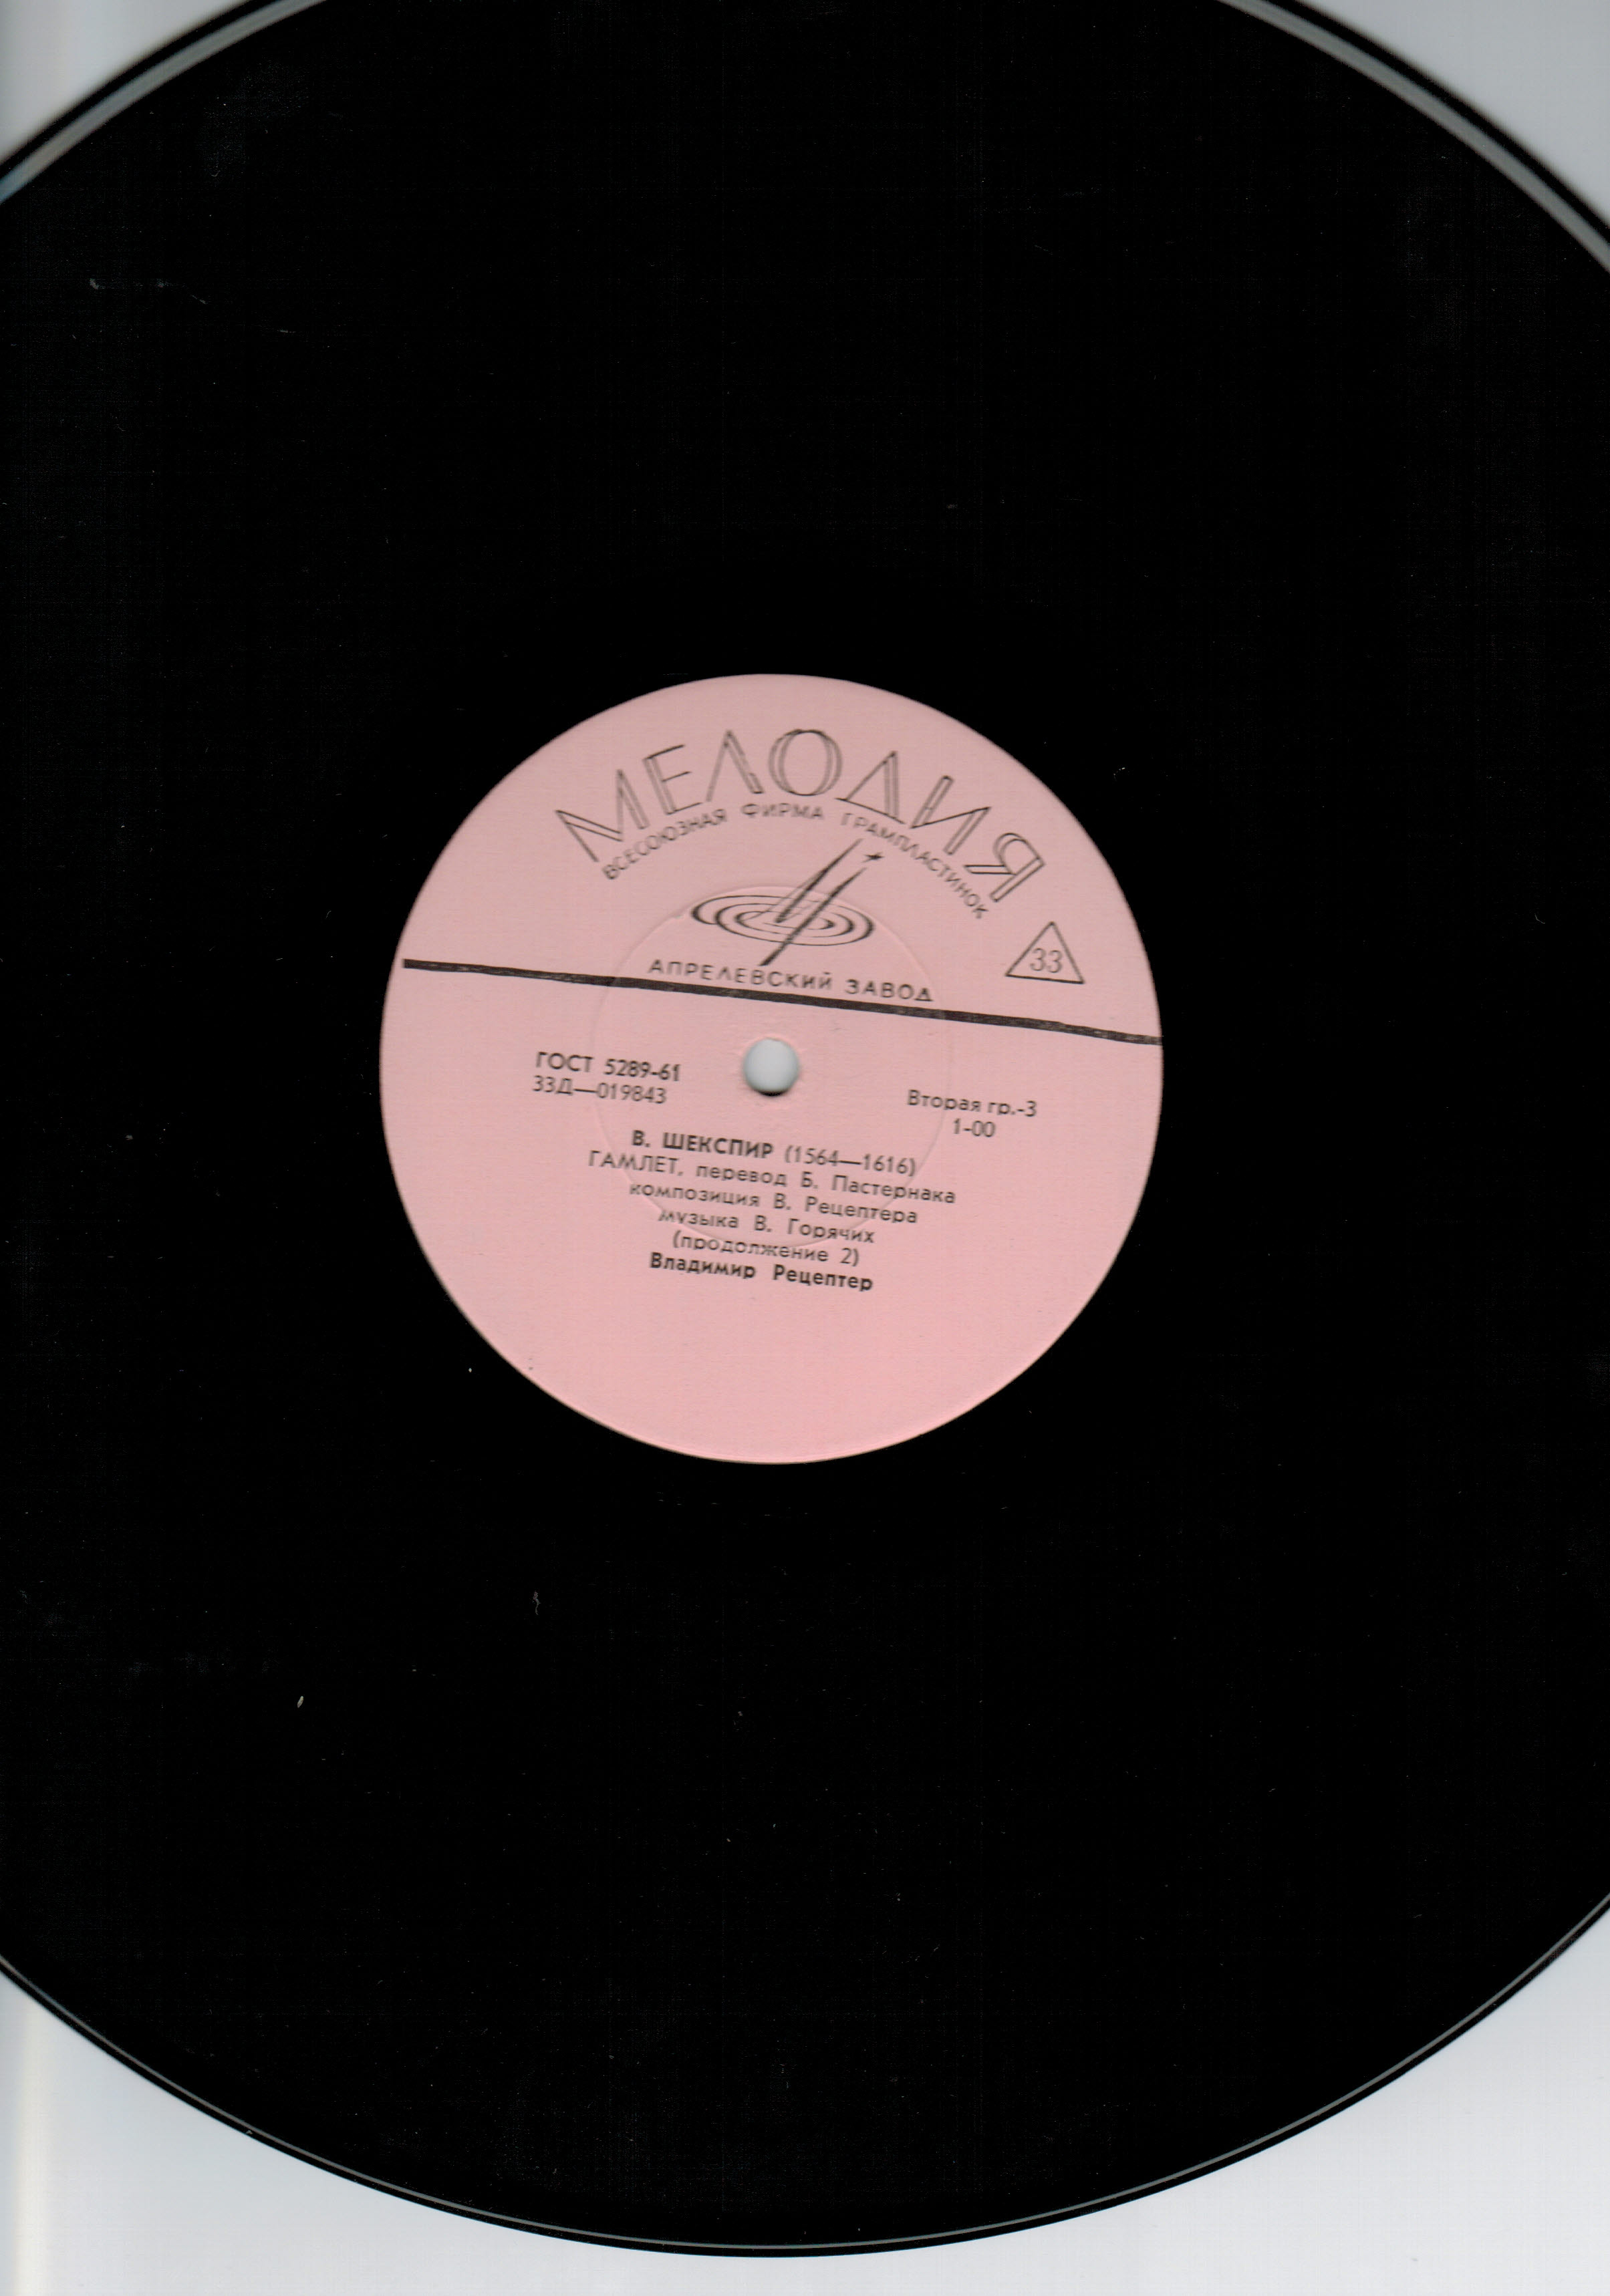 МЕЛОДИЯ
ВСЕСОЮЗНАЯ ФИРМА ГРАМПЛАСТИНОК
33
АПРЕЛЕВСКИЙ ЗАВОД
ГОСТ 5289-61
33Д—019843
Вторая гр.-3
1-00
В. ШЕКСПИР (1564—1616)
ГАМЛЕТ, перевод Б. Пастернака
композиция В. Рецептера
музыка В. Горячих
(продолжение 2)
Владимир Рецептер